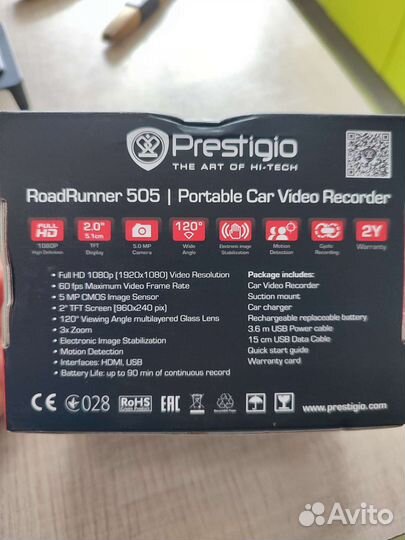 Prestigio
THE ART OF HI-TECH
RoadRunner 505 | Portable Car Video Recorder
FULL HD
1080P
High Definition
2.0"
5.1cm
TFT
Display
5.0 MP
Camera
120°
Wide
Angle
Electronic image
Stabilization
Motion
Detection
Cyclic
Recording
2Y
Warranty
• Full HD 1080p [1920x1080] Video Resolution
• 60 fps Maximum Video Frame Rate
• 5 MP CMOS Image Sensor
• 2" TFT Screen [960x240 pix]
• 120° Viewing Angle multilayered Glass Lens
• 3x Zoom
• Electronic Image Stabilization
• Motion Detection
• Interfaces: HDMI, USB
• Battery Life: up to 90 min of continuous record
Package includes:
Car Video Recorder
Suction mount
Car charger
Rechargeable replaceable battery
3.6 m USB Power cable
15 cm USB Data Cable
Quick start guide
Warranty card
CE 028 RoHS EAC
www.prestigio.com
Avito